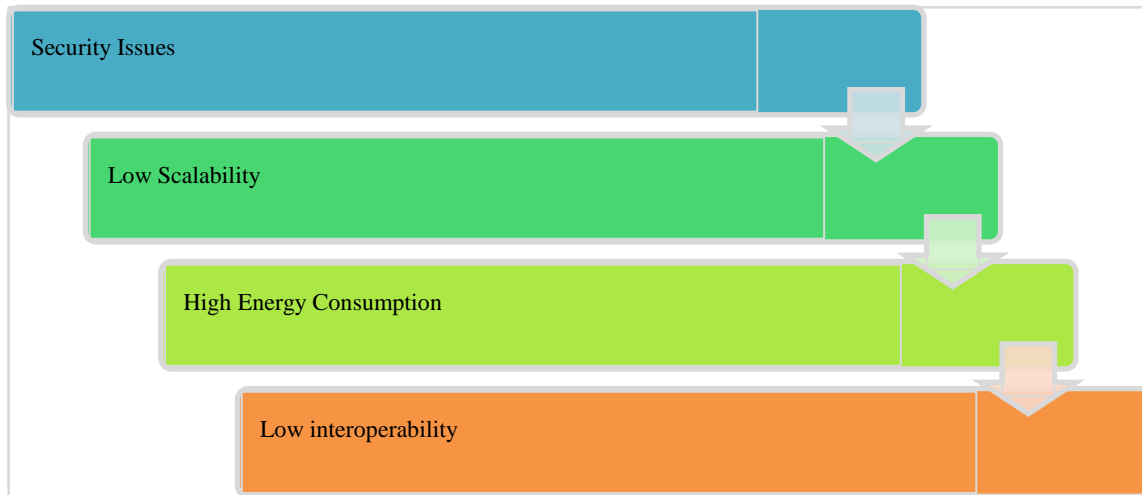 Security Issues
Low Scalability
High Energy Consumption
Low interoperability